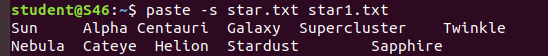 student@S46:~$ paste -s star.txt star1.txt
Sun Alpha Centauri Galaxy Supercluster Twinkle
Nebula Cateye Helion Stardust Sapphire